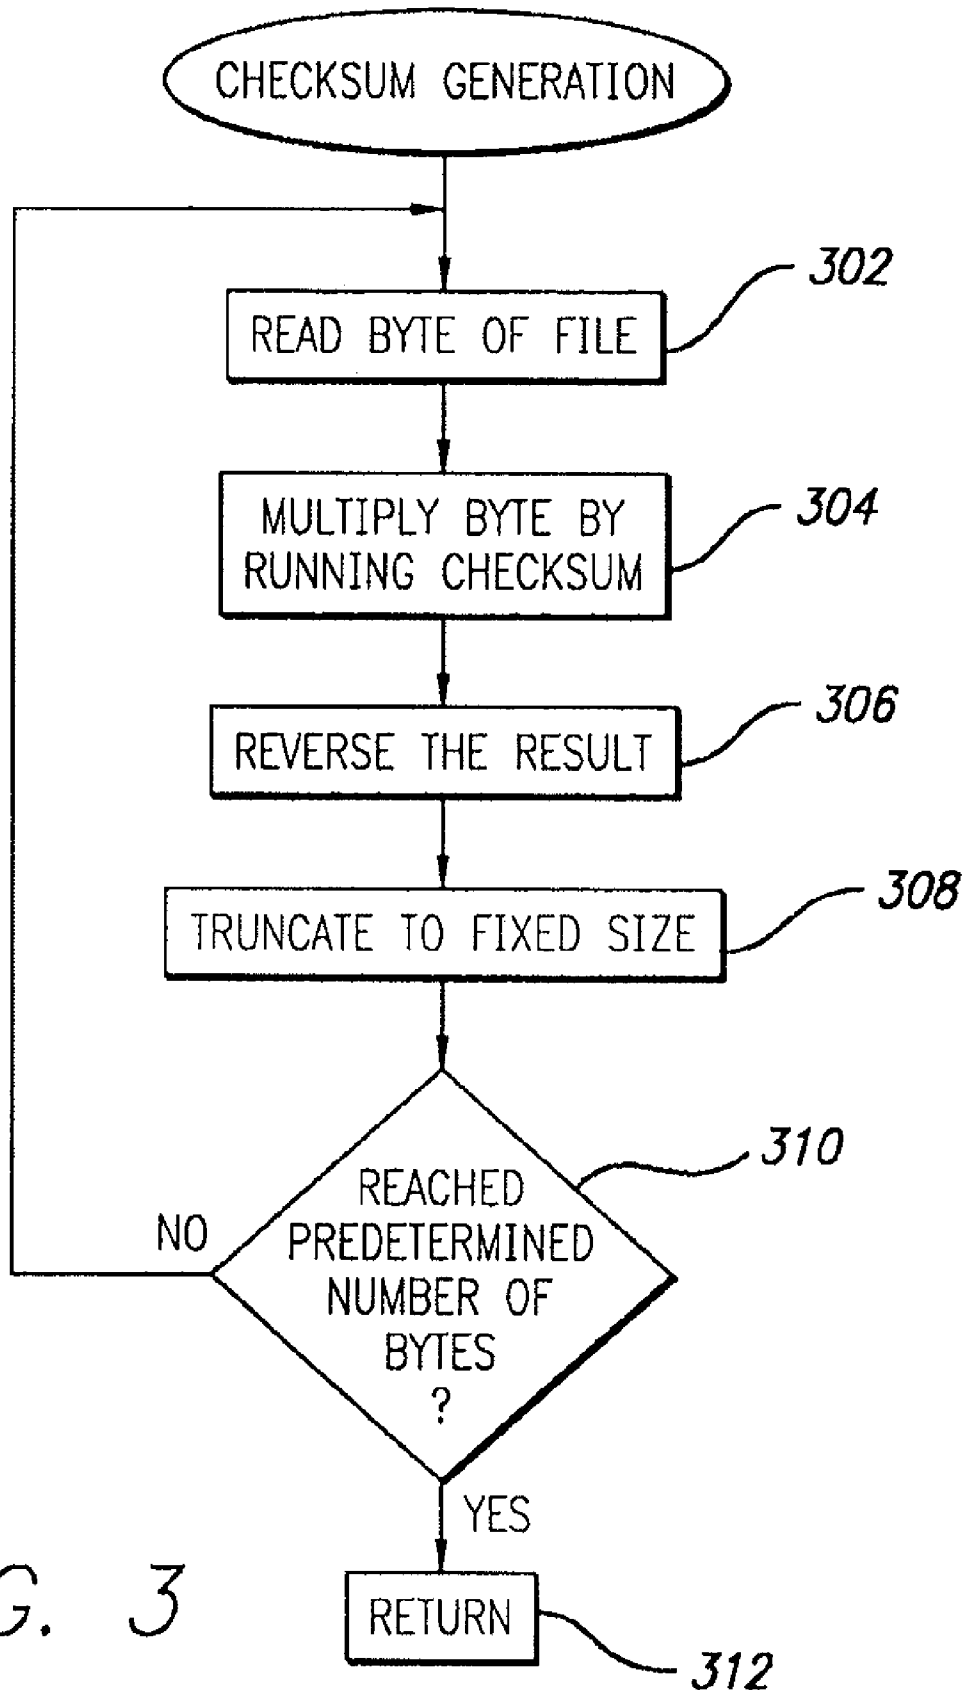 CHECKSUM GENERATION
302
READ BYTE OF FILE
304
MULTIPLY BYTE BY
RUNNING CHECKSUM
306
REVERSE THE RESULT
308
TRUNCATE TO FIXED SIZE
310
REACHED
PREDETERMINED
NUMBER OF
BYTES
?
NO
YES
RETURN
312
G. 3